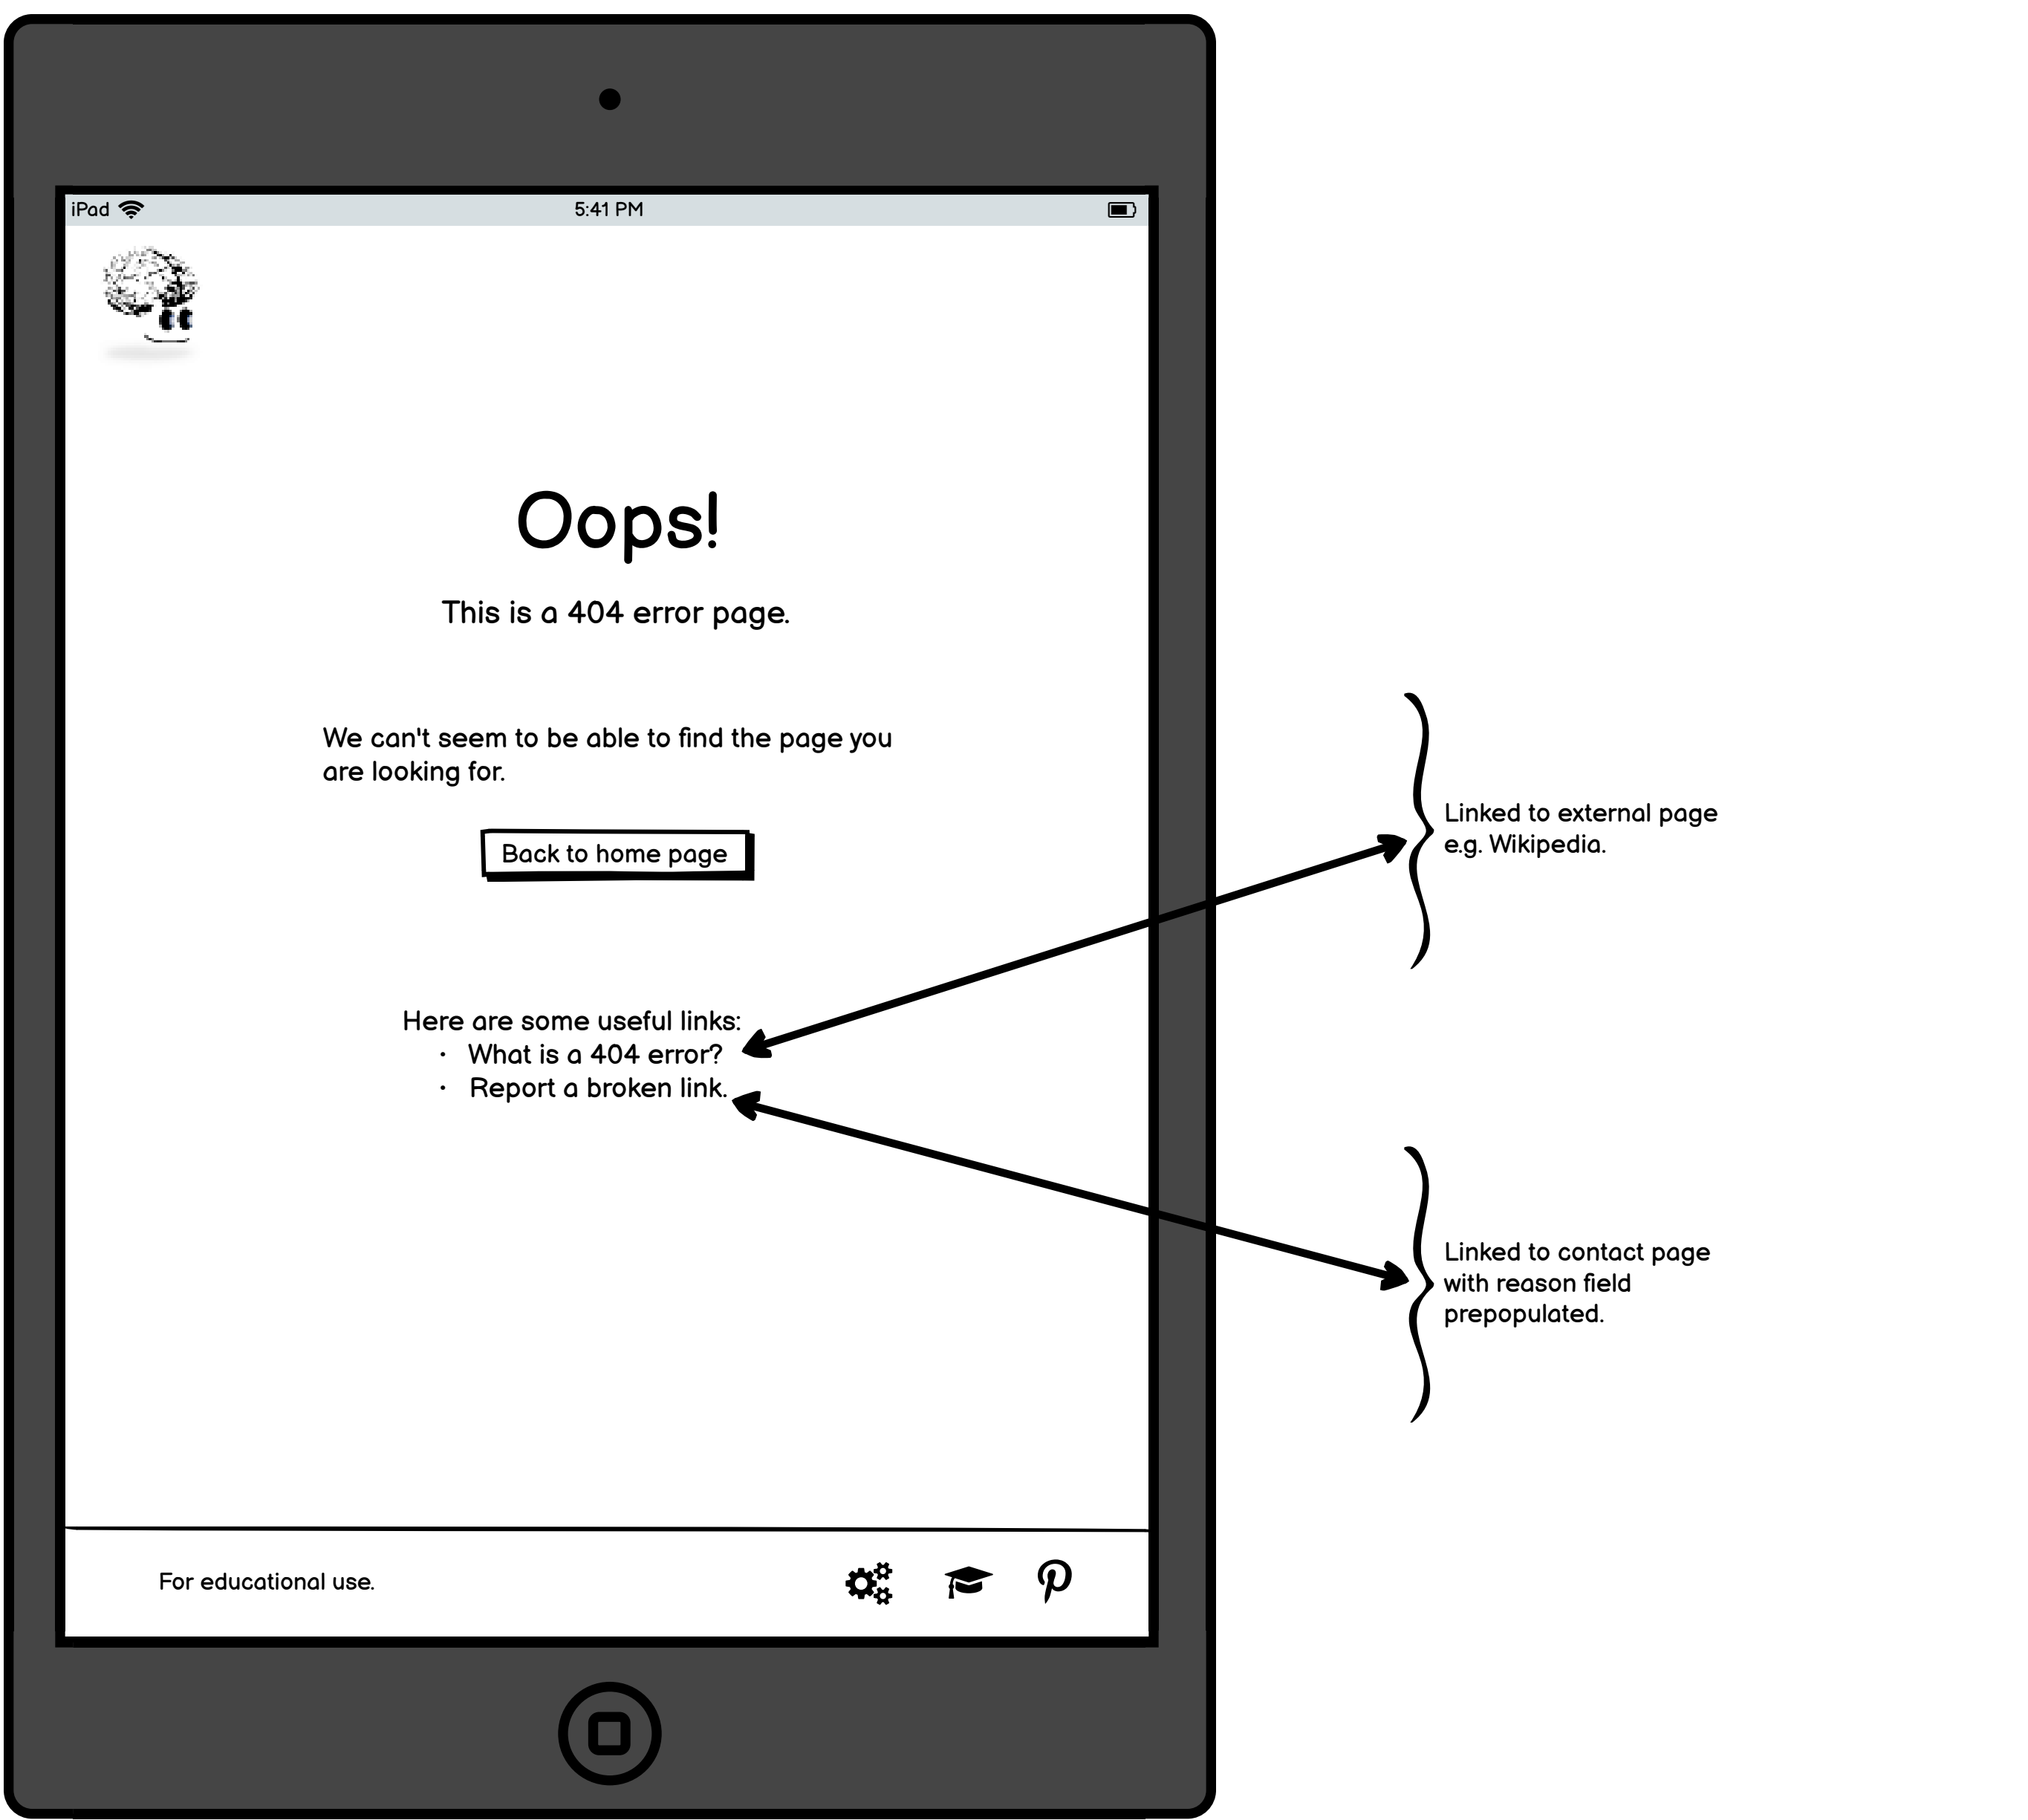 iPad
5:41 PM
Oops!
This is a 404 error page.
We can't seem to be able to find the page you
are looking for.
Back to home page
Linked to external page
e.g. Wikipedia.
Here are some useful links:
• What is a 404 error?
• Report a broken link.
Linked to contact page
with reason field
prepopulated.
For educational use.